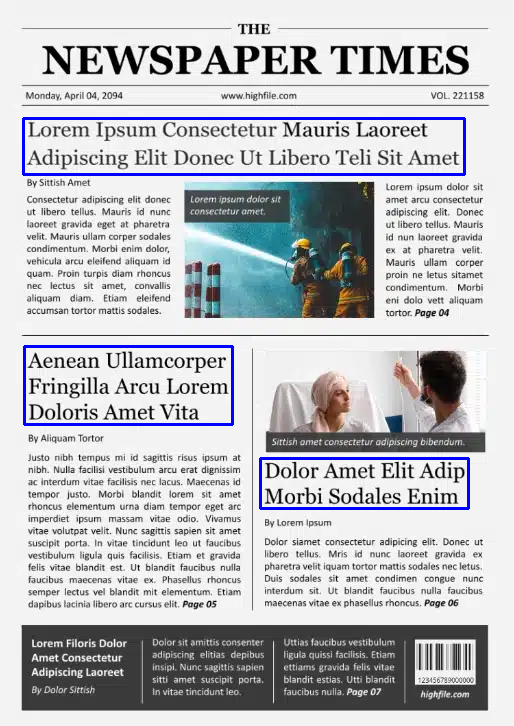 THE
NEWSPAPER TIMES
Monday, April 04, 2094
www.highfile.com
VOL. 221158
Lorem Ipsum Consectetur Mauris Laoreet
Adipiscing Elit Donec Ut Libero Teli Sit Amet
By Sittish Amet
Consectetur adipiscing elit donec
ut libero tellus. Mauris id nunc
laoreet gravida eget at pharetra
velit. Mauris ullam corper sodales
condimentum. Morbi enim dolor,
vehicula arcu eleifend aliquam id
quam. Proin turpis diam rhoncus
nec lectus sit amet, convallis
aliquam diam. Etiam eleifend
accumsan tortor mattis sodales.
Lorem ipsum dolor sit
consectetur amet.
Lorem ipsum dolor sit
amet arcu consectetur
adipiscing elit. Donec
ut libero tellus. Mauris
id nun laoreet gravida
ex at pharetra velit.
Mauris ullam corper
proin ne letus sitamet
condimentum. Morbi
eni dolo vett aliquam
tortor. Page 04
Aenean Ullamcorper
Fringilla Arcu Lorem
Doloris Amet Vita
By Aliquam Tortor
Justo nibh tempus mi id sagittis risus ipsum at
nibh. Nulla facilisi vestibulum arcu erat dignissim
ac interdum vitae facilisis nec lacus. Maecenas id
tempor justo. Morbi blandit lorem sit amet
rhoncus elementum urna diam tempor eget arc
imperdiet ipsum massam vitae odio. Vivamus
vitae volutpat velit. Nunc sagittis sapien sit amet
suscipit porta. In vitae tincidunt leo ut faucibus
vestibulum ligula quis facilisis. Etiam et gravida
felis vitae blandit est. Ut blandit faucibus nulla
faucibus maecenas vitae ex. Phasellus rhoncus
semper lectus vel blandit mit elementum. Etiam
dapibus lacinia libero arc cursus elit. Page 05
Sittish amet consectetur adipiscing bibendum.
Dolor Amet Elit Adip
Morbi Sodales Enim
By Lorem Ipsum
Dolor siamet consectetur adipicing elit. Donec ut
libero tellus. Mris id nunc laoreet gravida ex
pharetra velit iquam tortor mattis sodales nec letus.
Duis sodales sit amet condimen congue nunc
interdum sit. Ut blandit faucibus nulla faucibus
maecenas vitae ex phasellus rhoncus. Page 06
Lorem Filoris Dolor
Amet Consectetur
Adipiscing Laoreet
By Dolor Sittish
Dolor sit amittis consenter
adipiscing elitias depibus
insipi. Nunc sagittis sapien
sitti amet suscipit porta.
In vitae tincidunt leo.
Uttias faucibus vestibulum
ligula quissi facilisis. Etiam
ettiams gravida felis vitae
blandit estias. Utti blandit
faucibus nulla. Page 07
123456789000000
highfile.com